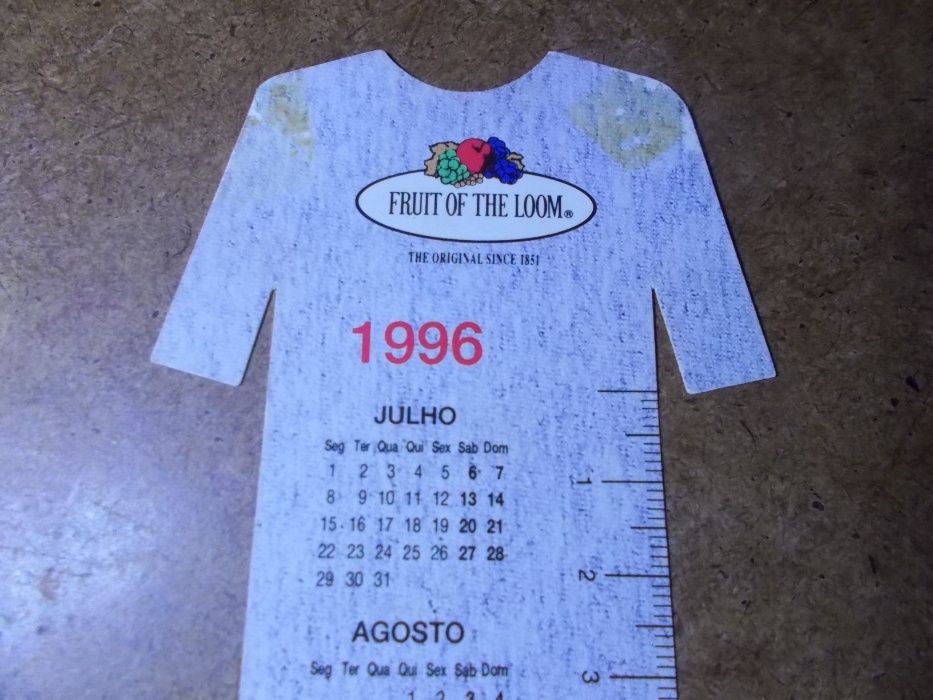 FRUIT OF THE LOOM®
THE ORIGINAL SINCE 1851
1996
JULHO
Seg Ter Qua Qui Sex Sab Dom
1 2 3 4 5 6 7
8 9 10 11 12 13 14
15 16 17 18 19 20 21
22 23 24 25 26 27 28
29 30 31
AGOSTO
Seg Ter Qua Qui Sex Sab Dom
1 2 3 4
1
2
3